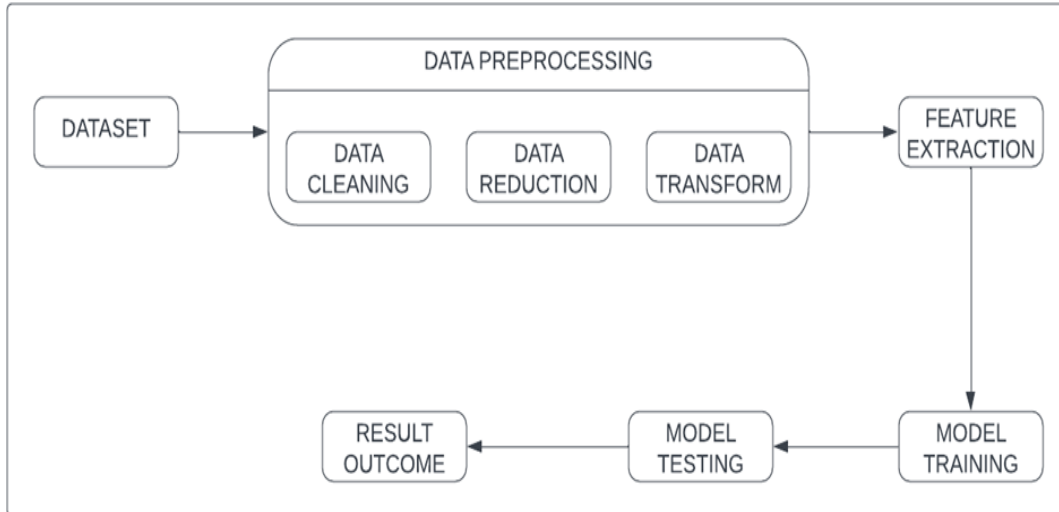 DATA PREPROCESSING
DATASET
DATA
CLEANING
DATA
REDUCTION
DATA
TRANSFORM
FEATURE
EXTRACTION
RESULT
OUTCOME
MODEL
TESTING
MODEL
TRAINING